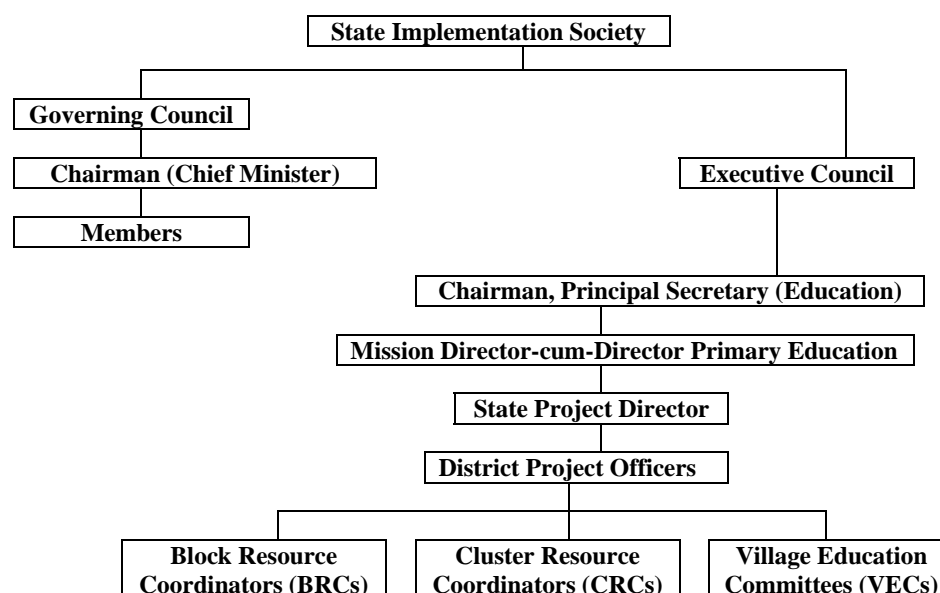 State Implementation Society
Governing Council
Chairman (Chief Minister)
Executive Council
Members
Chairman, Principal Secretary (Education)
Mission Director-cum-Director Primary Education
State Project Director
District Project Officers
Block Resource
Coordinators (BRCs)
Cluster Resource
Coordinators (CRCs)
Village Education
Committees (VECs)